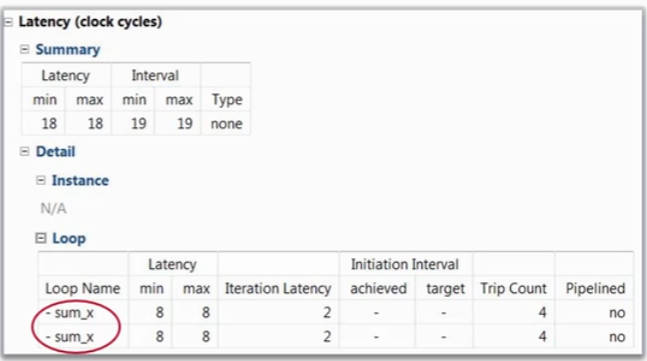 Latency (clock cycles)
Summary
Latency Interval
min max min max Type
18 18 19 19 none
Detail
Instance
N/A
Loop
Latency Initiation Interval
Loop Name min max Iteration Latency achieved target Trip Count Pipelined
- sum_x 8 8 2 - - 4 no
- sum_x 8 8 2 - - 4 no